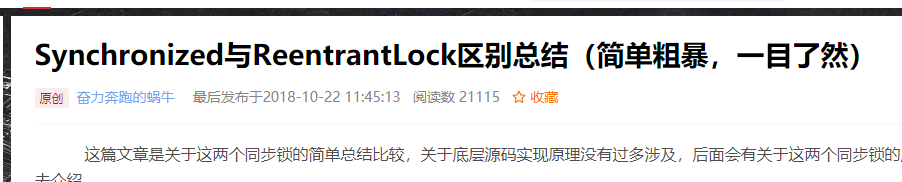 Synchronized与ReentrantLock区别总结（简单粗暴，一目了然）
原创 奋力奔跑的蜗牛 最后发布于2018-10-22 11:45:13 阅读数 21115 ☆ 收藏
这篇文章是关于这两个同步锁的简单总结比较，关于底层源码实现原理没有过多涉及，后面会有关于这两个同步锁的
去介绍